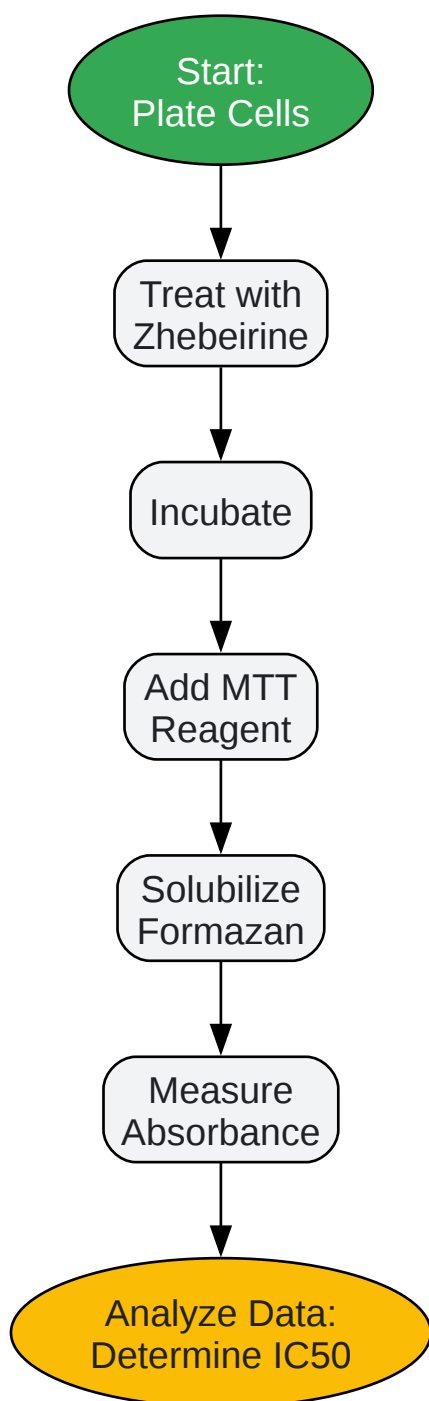 Start:
Plate Cells
Treat with
Zhebeirine
Incubate
Add MTT
Reagent
Solubilize
Formazan
Measure
Absorbance
Analyze Data:
Determine IC50